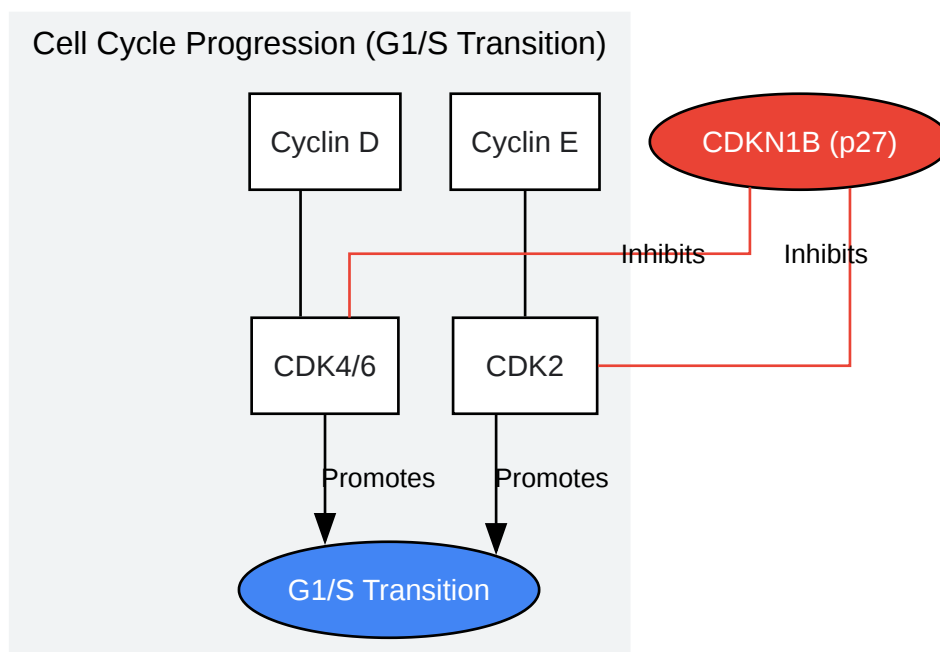 Cell Cycle Progression (G1/S Transition)
Cyclin D
Cyclin E
CDKN1B (p27)
Inhibits
Inhibits
CDK4/6
CDK2
Promotes
Promotes
G1/S Transition